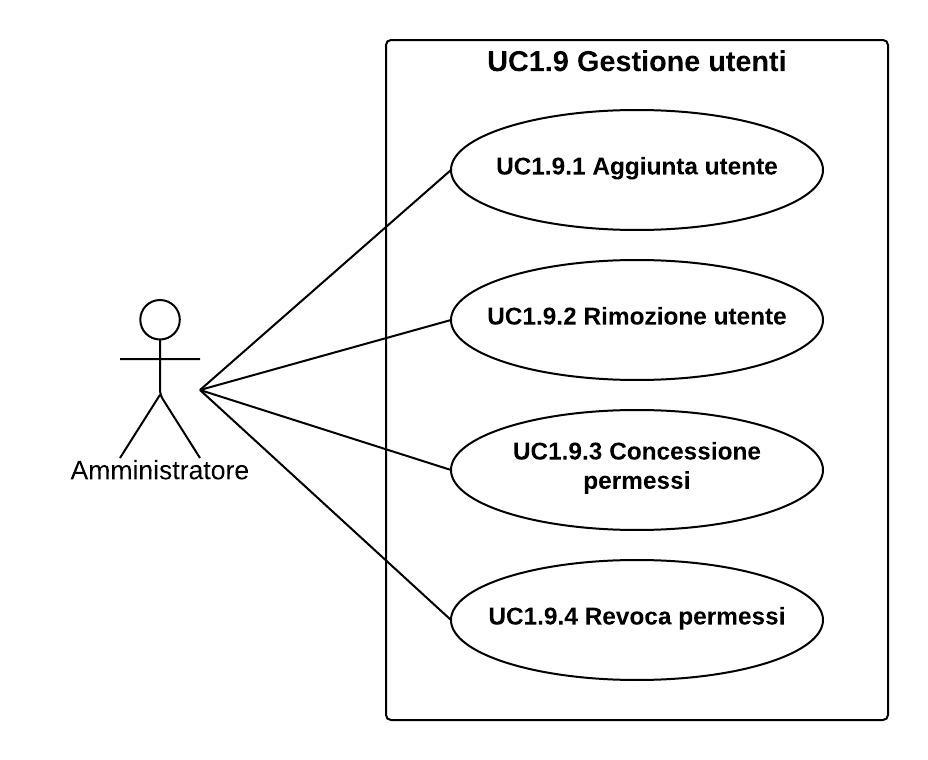 UC1.9 Gestione utenti
UC1.9.1 Aggiunta utente
UC1.9.2 Rimozione utente
UC1.9.3 Concessione
permessi
Amministratore
UC1.9.4 Revoca permessi